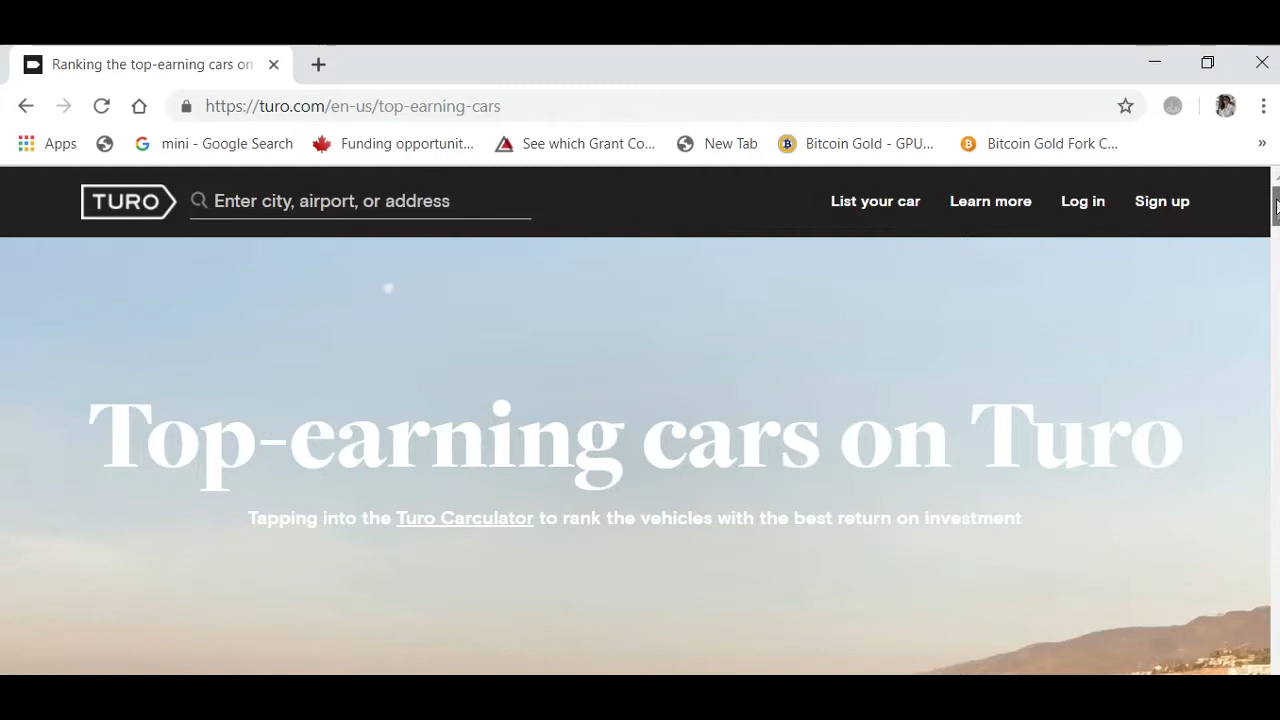 Ranking the top-earning cars on
https://turo.com/en-us/top-earning-cars
Apps
mini - Google Search
Funding opportunit...
See which Grant Co...
New Tab
Bitcoin Gold - GPU...
Bitcoin Gold Fork C...
»
TURO
Enter city, airport, or address
List your car
Learn more
Log in
Sign up
Top-earning cars on Turo
Tapping into the Turo Carculator to rank the vehicles with the best return on investment